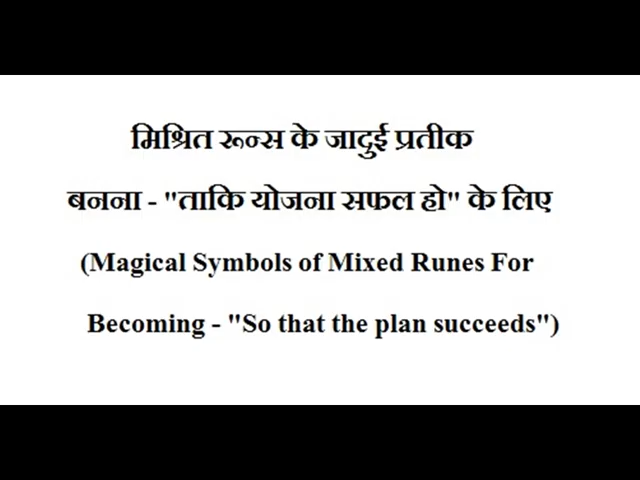 मिश्रित रून्स के जादुई प्रतीक
बनना - "ताकि योजना सफल हो" के लिए
(Magical Symbols of Mixed Runes For
Becoming - "So that the plan succeeds")